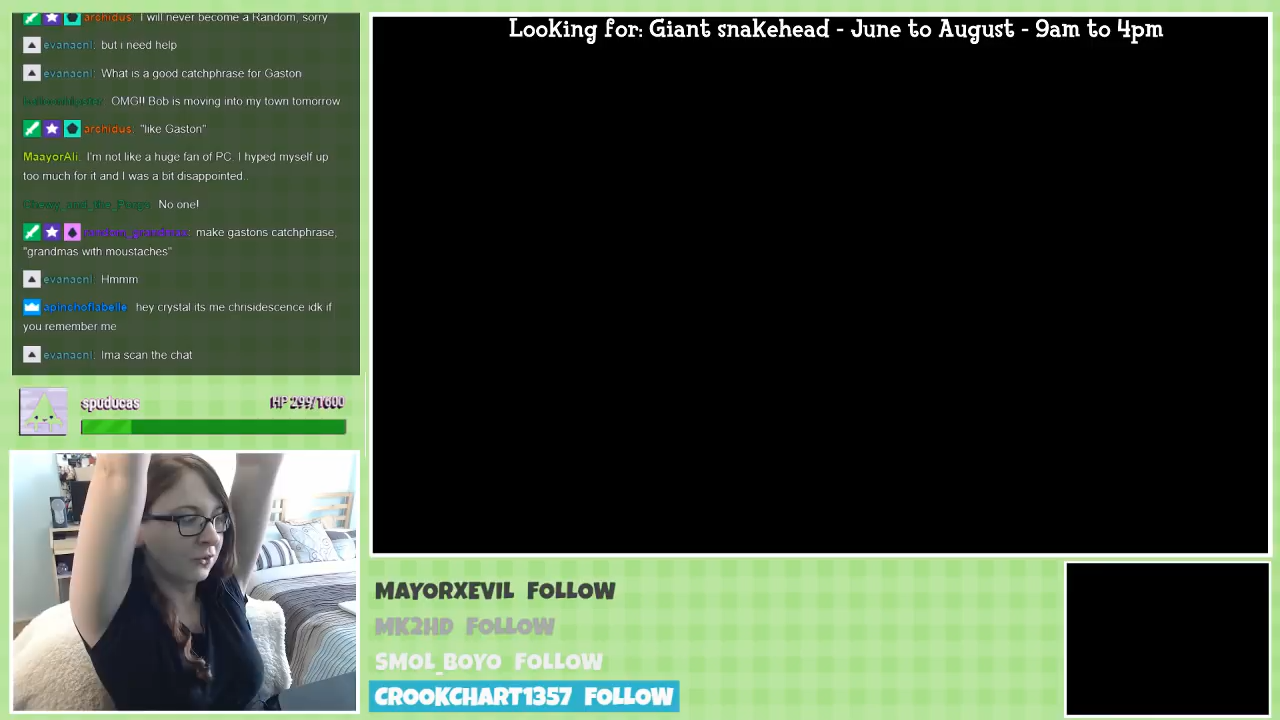 archidus: I will never become a Random, sorry
evanacnl: but i need help
evanacnl: What is a good catchphrase for Gaston
OMG!! Bob is moving into my town tomorrow
archidus: "like Gaston"
MaayorAli: I'm not like a huge fan of PC. I hyped myself up
too much for it and I was a bit disappointed..
No one!
make gastons catchphrase,
"grandmas with moustaches"
evanacnl: Hmmm
apinchoflabelle: hey crystal its me chrisidescence idk if
you remember me
evanacnl: Ima scan the chat
spuducas HP 299/1600
Looking for: Giant snakehead - June to August - 9am to 4pm
MAYORXEVIL FOLLOW
MK2HD FOLLOW
SMOL_BOYO FOLLOW
CROOKCHART1357 FOLLOW